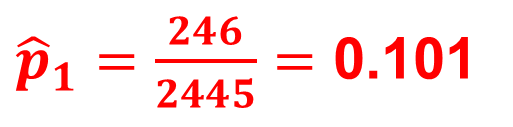 p̂₁ = 246/2445 = 0.101